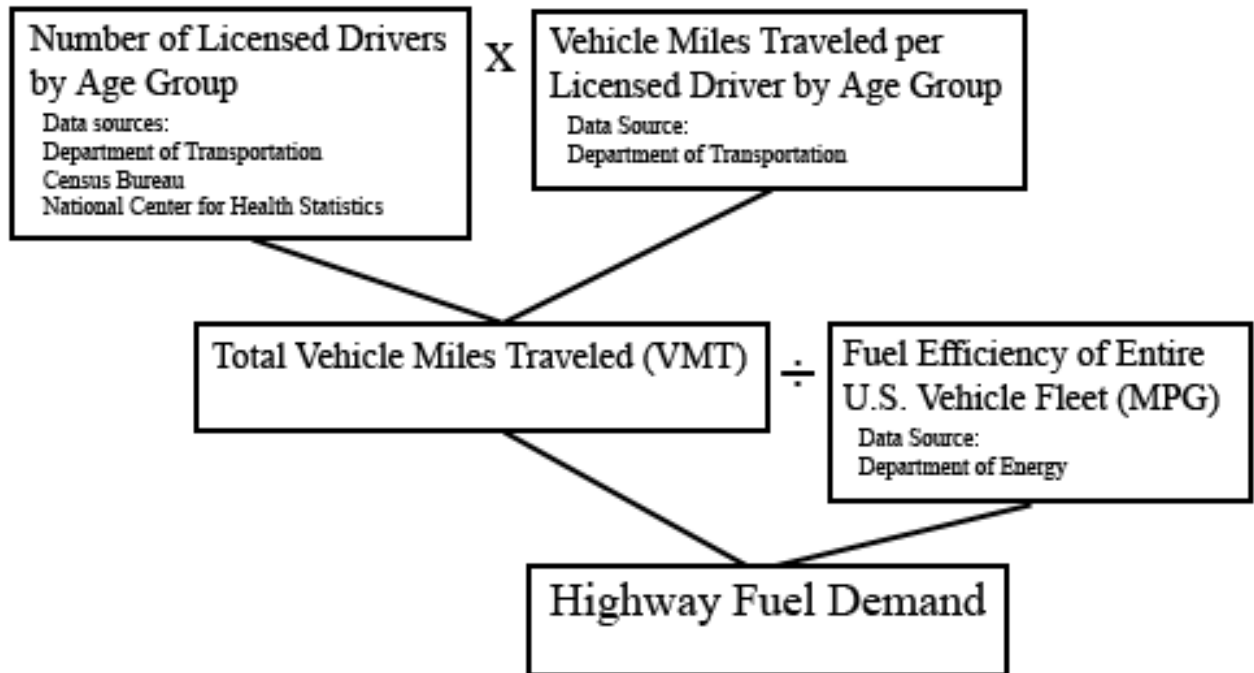 Number of Licensed Drivers
by Age Group
Data sources:
Department of Transportation
Census Bureau
National Center for Health Statistics
X
Vehicle Miles Traveled per
Licensed Driver by Age Group
Data Source:
Department of Transportation
Total Vehicle Miles Traveled (VMT)
÷
Fuel Efficiency of Entire
U.S. Vehicle Fleet (MPG)
Data Source:
Department of Energy
Highway Fuel Demand